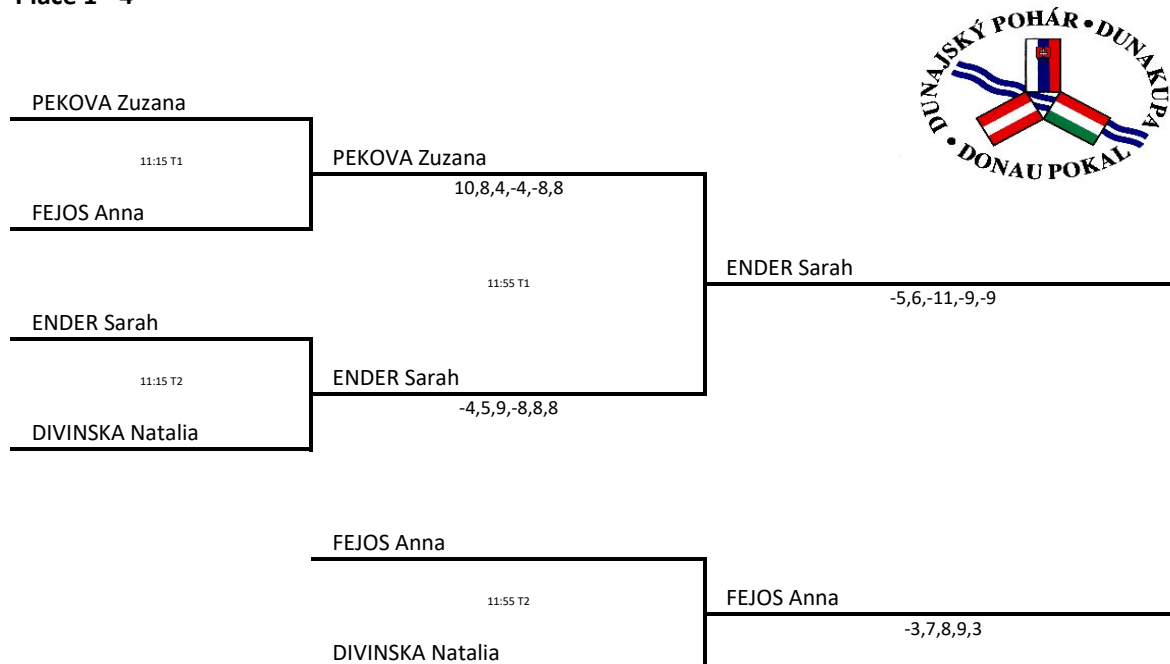 Place 1 - 4
DUNAJSKÝ POHÁR • DUNAKUPA • DONAU POKAL
PEKOVA Zuzana
11:15 T1
FEJOS Anna
PEKOVA Zuzana
10,8,4,-4,-8,8
ENDER Sarah
11:15 T2
DIVINSKA Natalia
ENDER Sarah
-4,5,9,-8,8,8
11:55 T1
ENDER Sarah
-5,6,-11,-9,-9
FEJOS Anna
11:55 T2
DIVINSKA Natalia
FEJOS Anna
-3,7,8,9,3